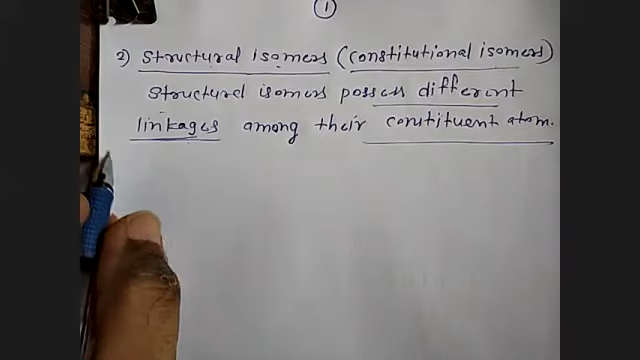 1
2) Structural isomers (Constitutional isomers)
Structural isomers possess different
linkages among their constituent atom.